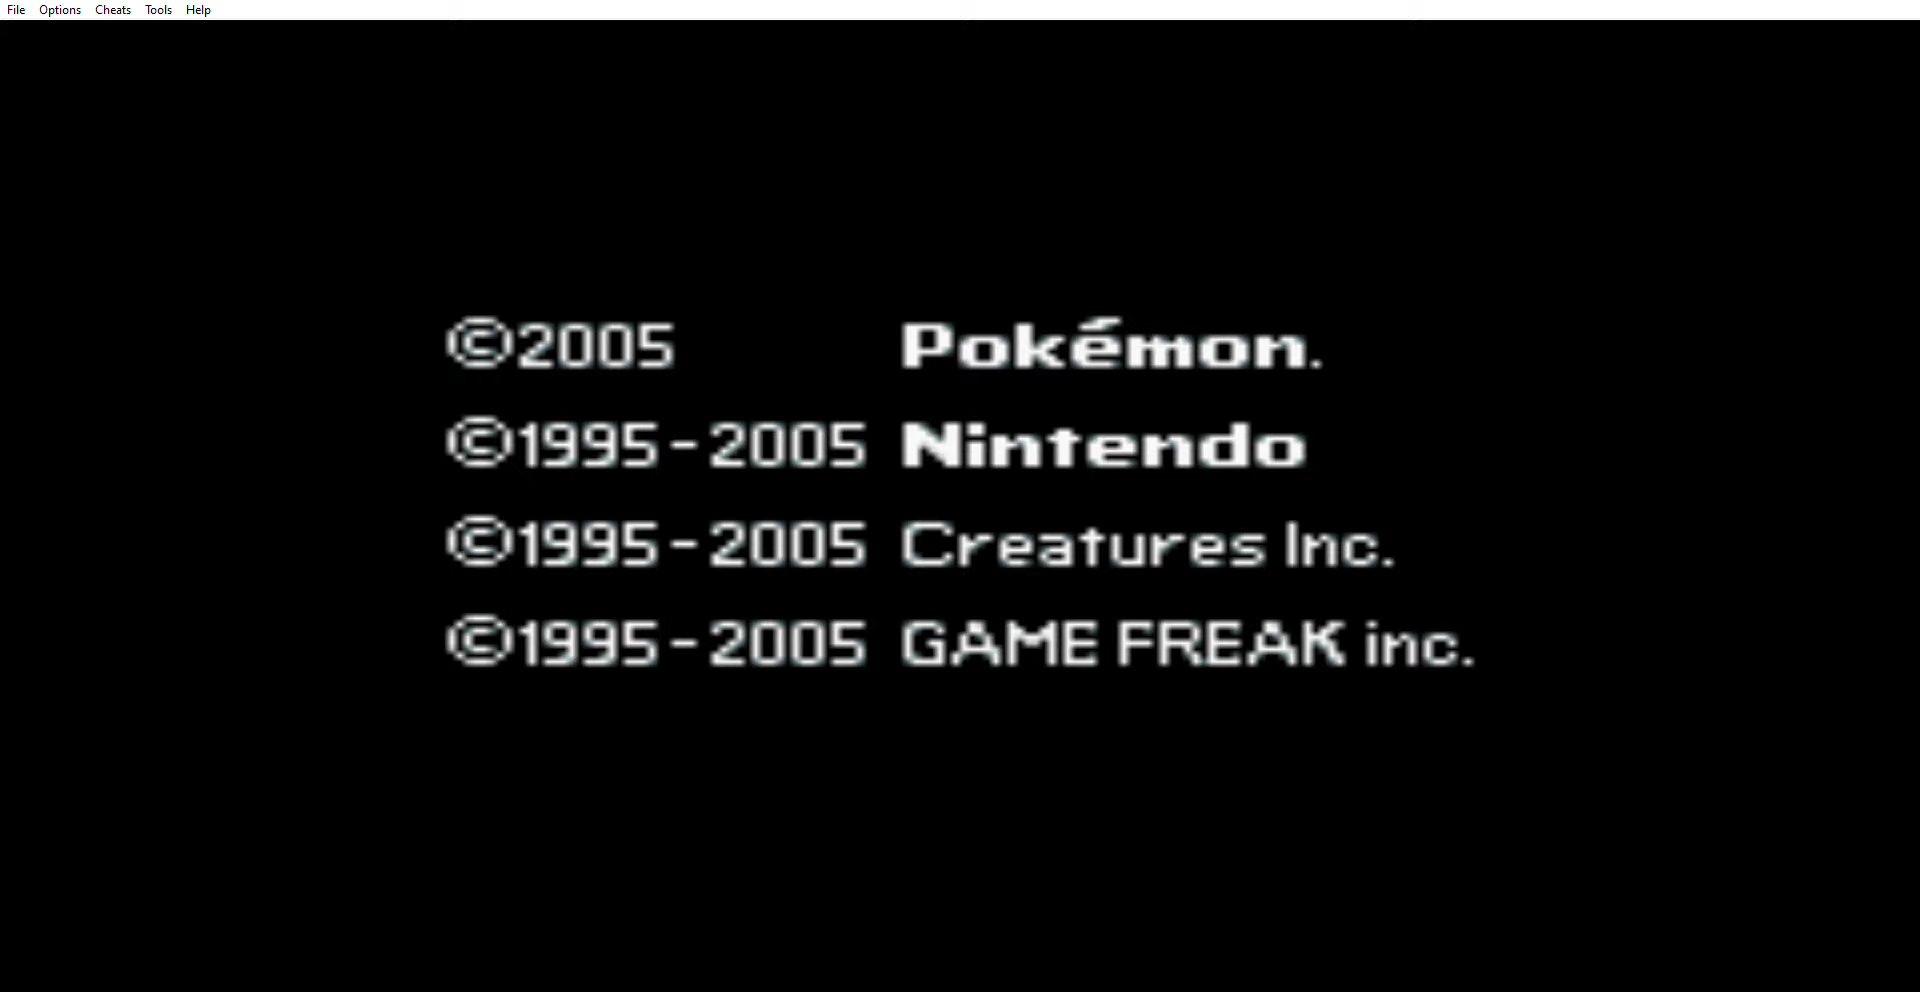 File Options Cheats Tools Help
©2005 Pokémon.
©1995-2005 Nintendo
©1995-2005 Creatures Inc.
©1995-2005 GAME FREAK inc.